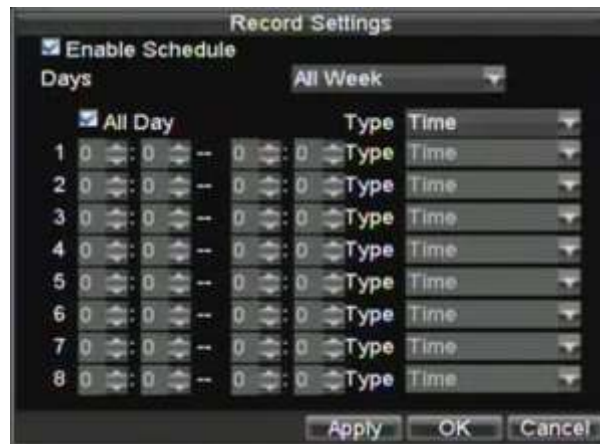 Record Settings
Enable Schedule
Days All Week
All Day Type Time
1 0 : 0 -- 0 : 0 Type Time
2 0 : 0 -- 0 : 0 Type Time
3 0 : 0 -- 0 : 0 Type Time
4 0 : 0 -- 0 : 0 Type Time
5 0 : 0 -- 0 : 0 Type Time
6 0 : 0 -- 0 : 0 Type Time
7 0 : 0 -- 0 : 0 Type Time
8 0 : 0 -- 0 : 0 Type Time
Apply OK Cancel